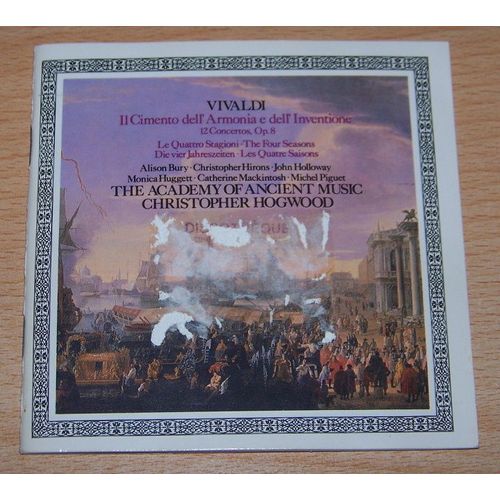 VIVALDI
Il Cimento dell'Armonia e dell'Inventione
12 Concertos, Op.8
Le Quattro Stagioni · The Four Seasons
Die vier Jahreszeiten · Les Quatre Saisons
Alison Bury · Christopher Hirons · John Holloway
Monica Huggett · Catherine Mackintosh · Michel Piguet
THE ACADEMY OF ANCIENT MUSIC
CHRISTOPHER HOGWOOD